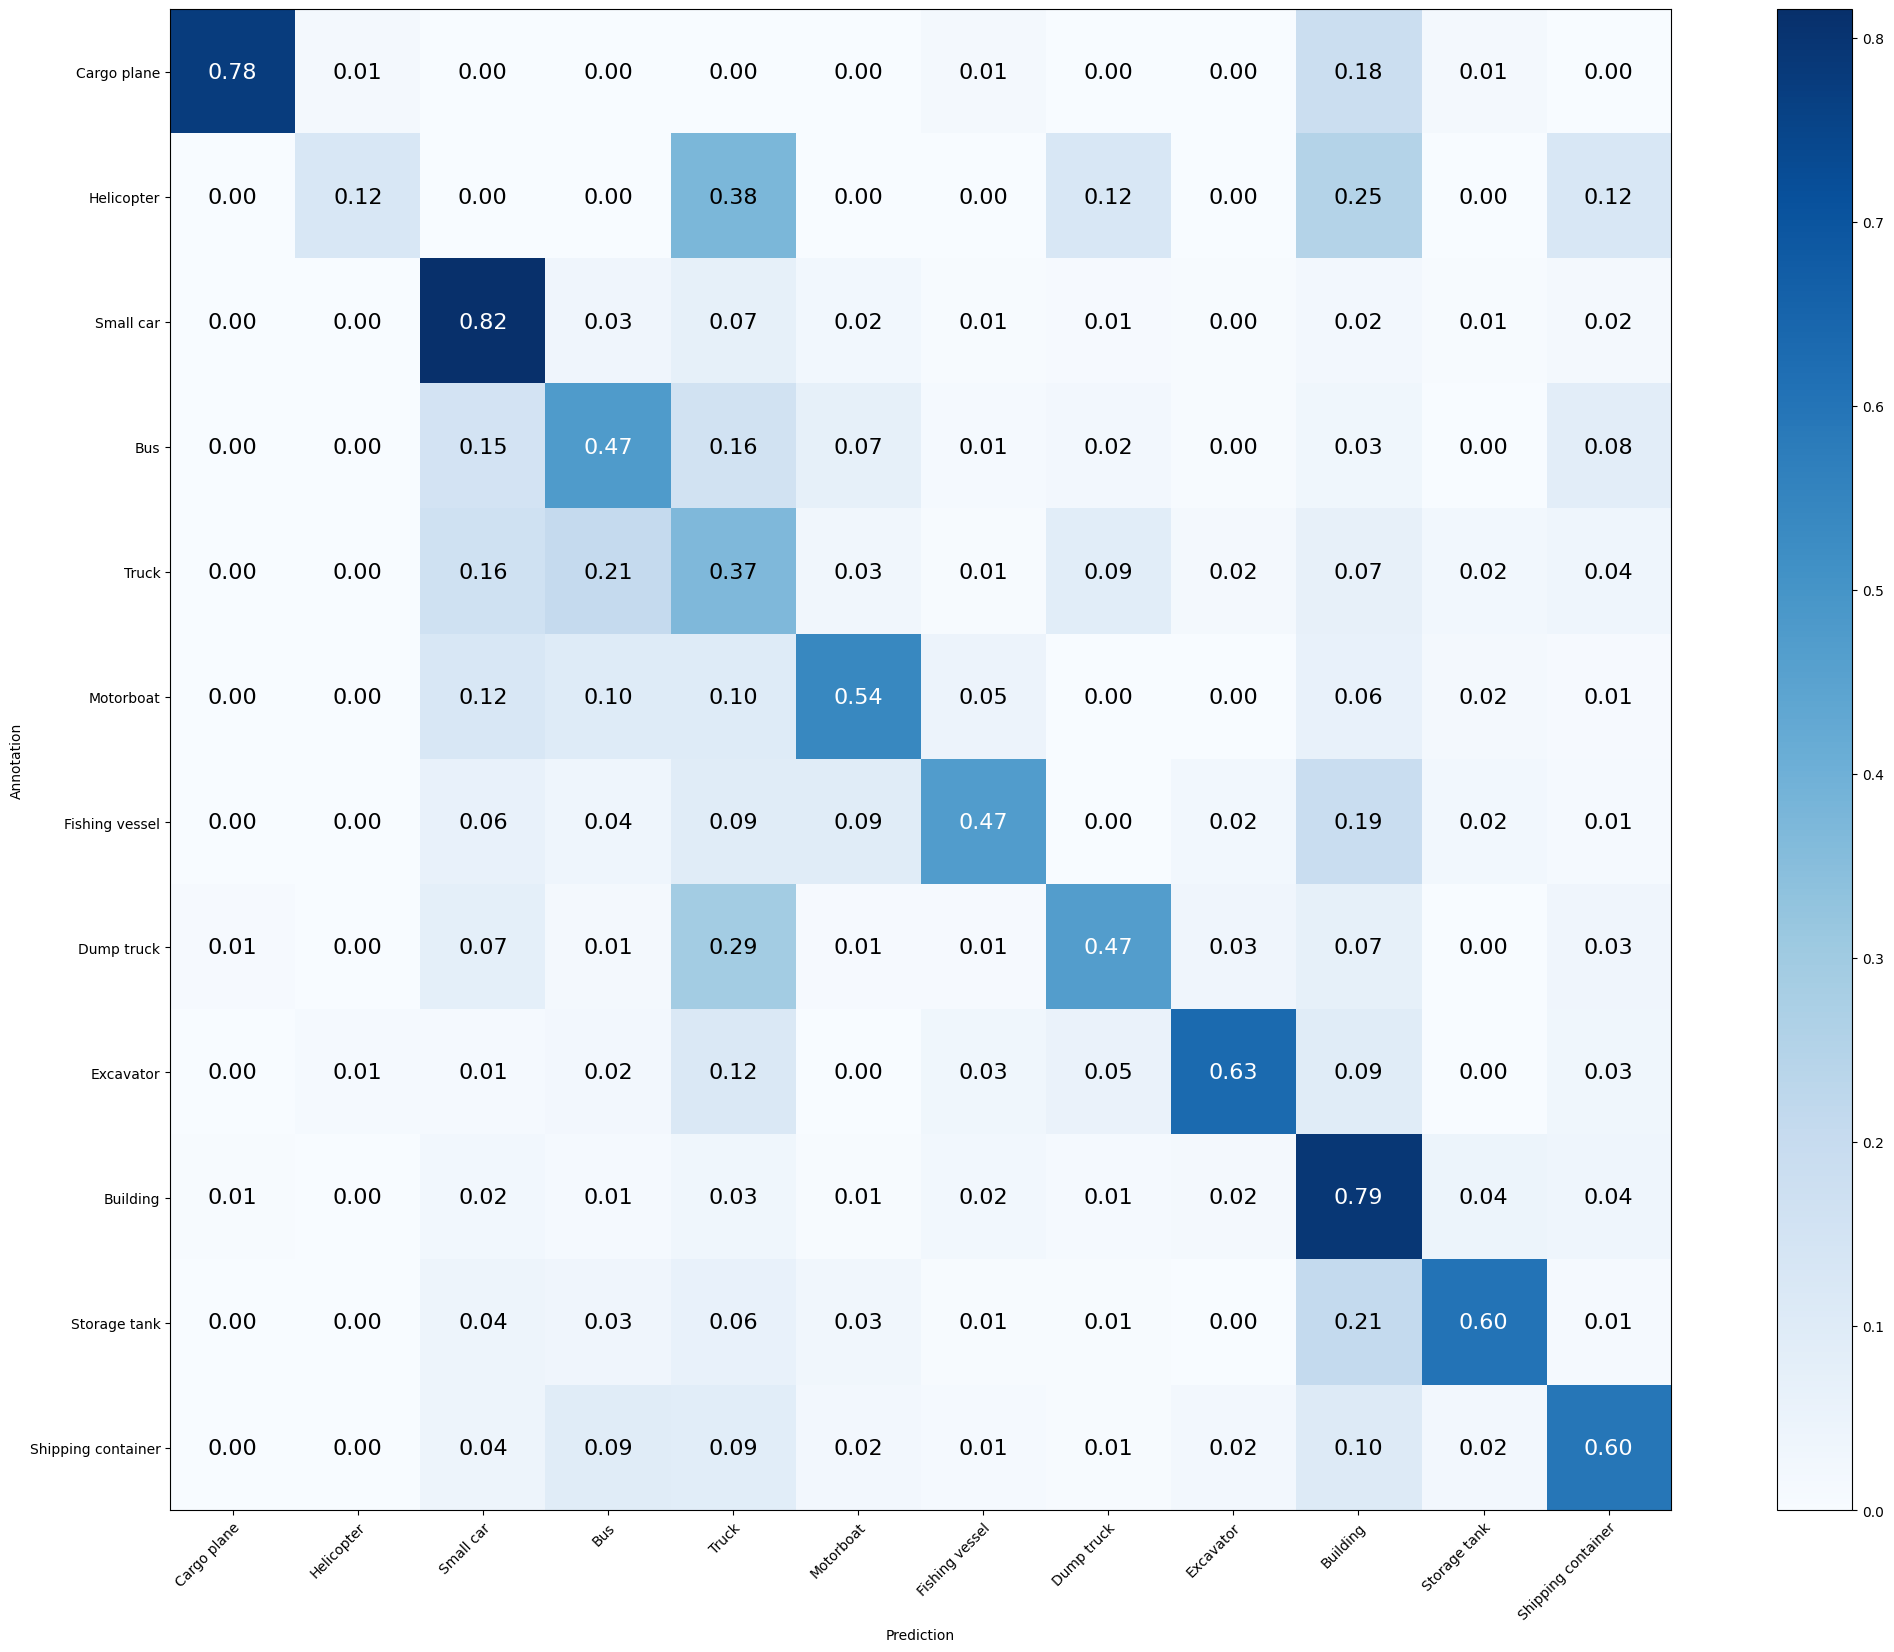 Cargo plane 0.78 0.01 0.00 0.00 0.00 0.00 0.01 0.00 0.00 0.18 0.01 0.00
Helicopter 0.00 0.12 0.00 0.00 0.38 0.00 0.00 0.12 0.00 0.25 0.00 0.12
Small car 0.00 0.00 0.82 0.03 0.07 0.02 0.01 0.01 0.00 0.02 0.01 0.02
Bus 0.00 0.00 0.15 0.47 0.16 0.07 0.01 0.02 0.00 0.03 0.00 0.08
Truck 0.00 0.00 0.16 0.21 0.37 0.03 0.01 0.09 0.02 0.07 0.02 0.04
Motorboat 0.00 0.00 0.12 0.10 0.10 0.54 0.05 0.00 0.00 0.06 0.02 0.01
Fishing vessel 0.00 0.00 0.06 0.04 0.09 0.09 0.47 0.00 0.02 0.19 0.02 0.01
Dump truck 0.01 0.00 0.07 0.01 0.29 0.01 0.01 0.47 0.03 0.07 0.00 0.03
Excavator 0.00 0.01 0.01 0.02 0.12 0.00 0.03 0.05 0.63 0.09 0.00 0.03
Building 0.01 0.00 0.02 0.01 0.03 0.01 0.02 0.01 0.02 0.79 0.04 0.04
Storage tank 0.00 0.00 0.04 0.03 0.06 0.03 0.01 0.01 0.00 0.21 0.60 0.01
Shipping container 0.00 0.00 0.04 0.09 0.09 0.02 0.01 0.01 0.02 0.10 0.02 0.60
Cargo plane Helicopter Small car Bus Truck Motorboat Fishing vessel Dump truck Excavator Building Storage tank Shipping container
Prediction
Annotation
0.8
0.7
0.6
0.5
0.4
0.3
0.2
0.1
0.0